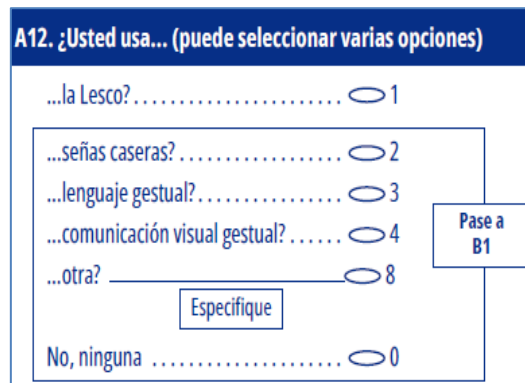 A12. ¿Usted usa... (puede seleccionar varias opciones)
...la Lesco?...................... 1
...señas caseras?.................. 2
...lenguaje gestual?................ 3
...comunicación visual gestual?...... 4
Pase a
B1
...otra? 8
Especifique
No, ninguna ..................... 0